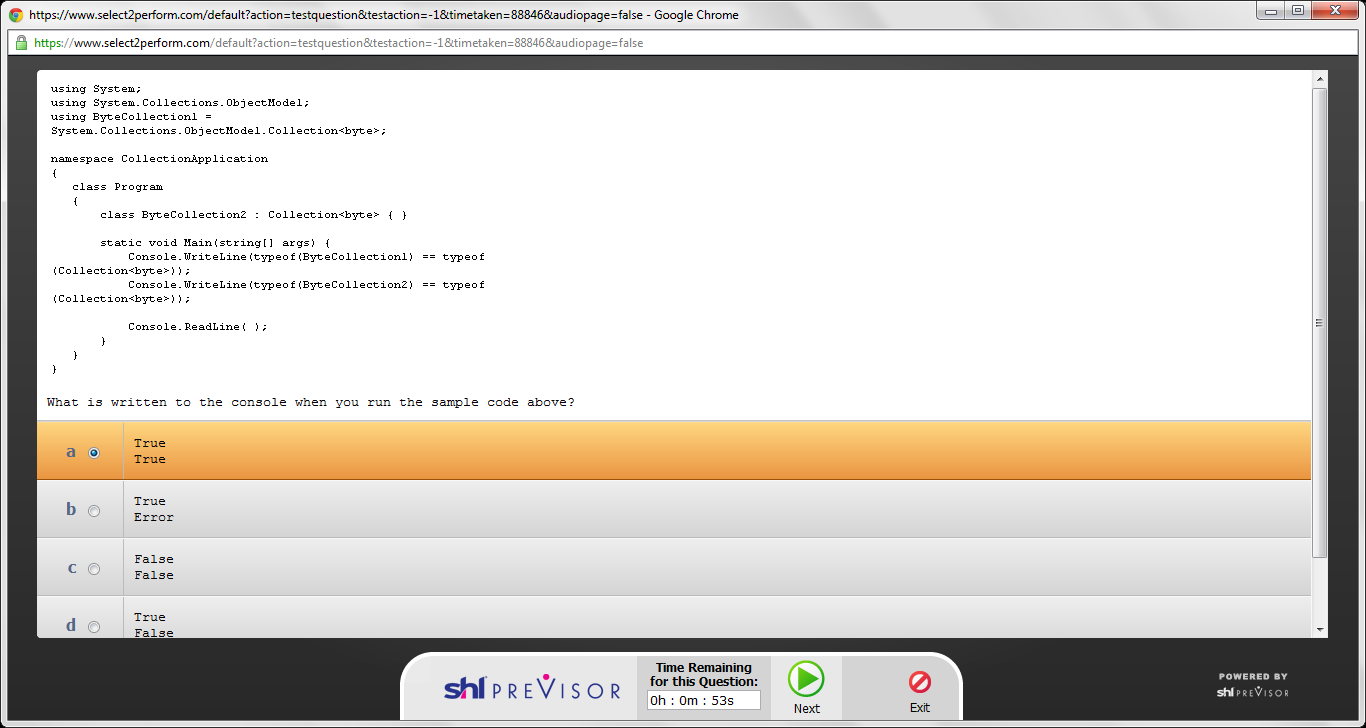 https://www.select2perform.com/default?action=testquestion&testaction=-1&timetaken=88846&audiopage=false - Google Chrome
https://www.select2perform.com/default?action=testquestion&testaction=-1&timetaken=88846&audiopage=false
using System;
using System.Collections.ObjectModel;
using ByteCollection1 =
System.Collections.ObjectModel.Collection<byte>;
namespace CollectionApplication
{
class Program
{
class ByteCollection2 : Collection<byte> { }
static void Main(string[] args) {
Console.WriteLine(typeof(ByteCollection1) == typeof
(Collection<byte>));
Console.WriteLine(typeof(ByteCollection2) == typeof
(Collection<byte>));
Console.ReadLine( );
}
}
}
What is written to the console when you run the sample code above?
a
True
True
b
True
Error
c
False
False
d
True
False
shl PREVISOR
Time Remaining
for this Question:
0h : 0m : 53s
Next
Exit
POWERED BY
shl PREVISOR